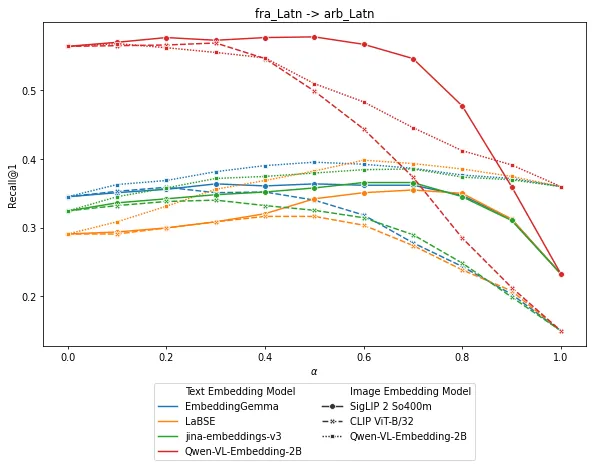 fra_Latn -> arb_Latn
Recall@1
0.5
0.4
0.3
0.2
0.0 0.2 0.4 0.6 0.8 1.0
α
Text Embedding Model Image Embedding Model
EmbeddingGemma SigLIP 2 So400m
LaBSE CLIP ViT-B/32
jina-embeddings-v3 Qwen-VL-Embedding-2B
Qwen-VL-Embedding-2B